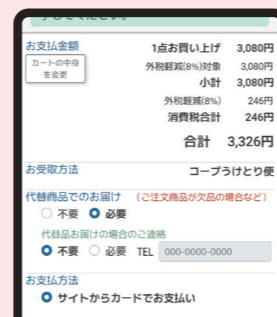 お支払金額 1点お買い上げ 3,080円
カートの中身
を変更
外税軽減(8%)対象 3,080円
小計 3,080円
外税軽減(8%) 246円
消費税合計 246円
合計 3,326円
お受取方法 コープうけとり便
代替商品でのお届け (ご注文商品が欠品の場合など)
不要 必要
代替品お届けの場合のご連絡
不要 必要 TEL 000-0000-0000
お支払方法
サイトからカードでお支払い